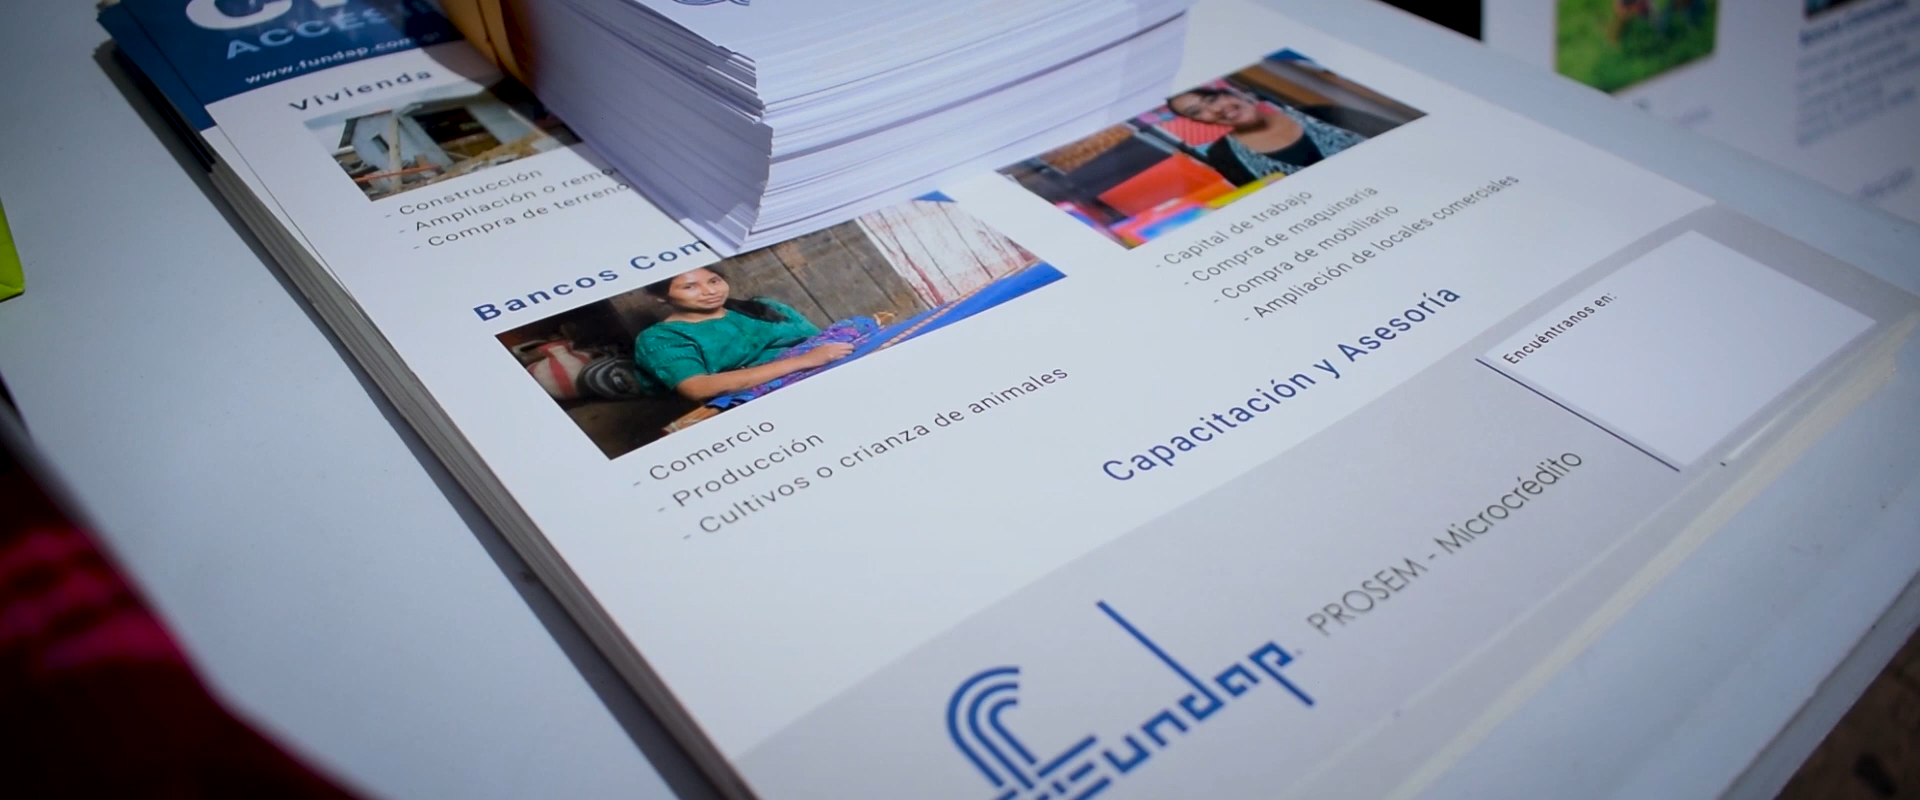 ACCES
www.fundap.com.gt
Vivienda
- Construcción
- Ampliación o remo
- Compra de terreno
Bancos Com
- Comercio
- Producción
- Cultivos o crianza de animales
- Capital de trabajo
- Compra de maquinaria
- Compra de mobiliario
- Ampliación de locales comerciales
Capacitación y Asesoría
Encuéntranos en:
Fundap
PROSEM - Microcrédito